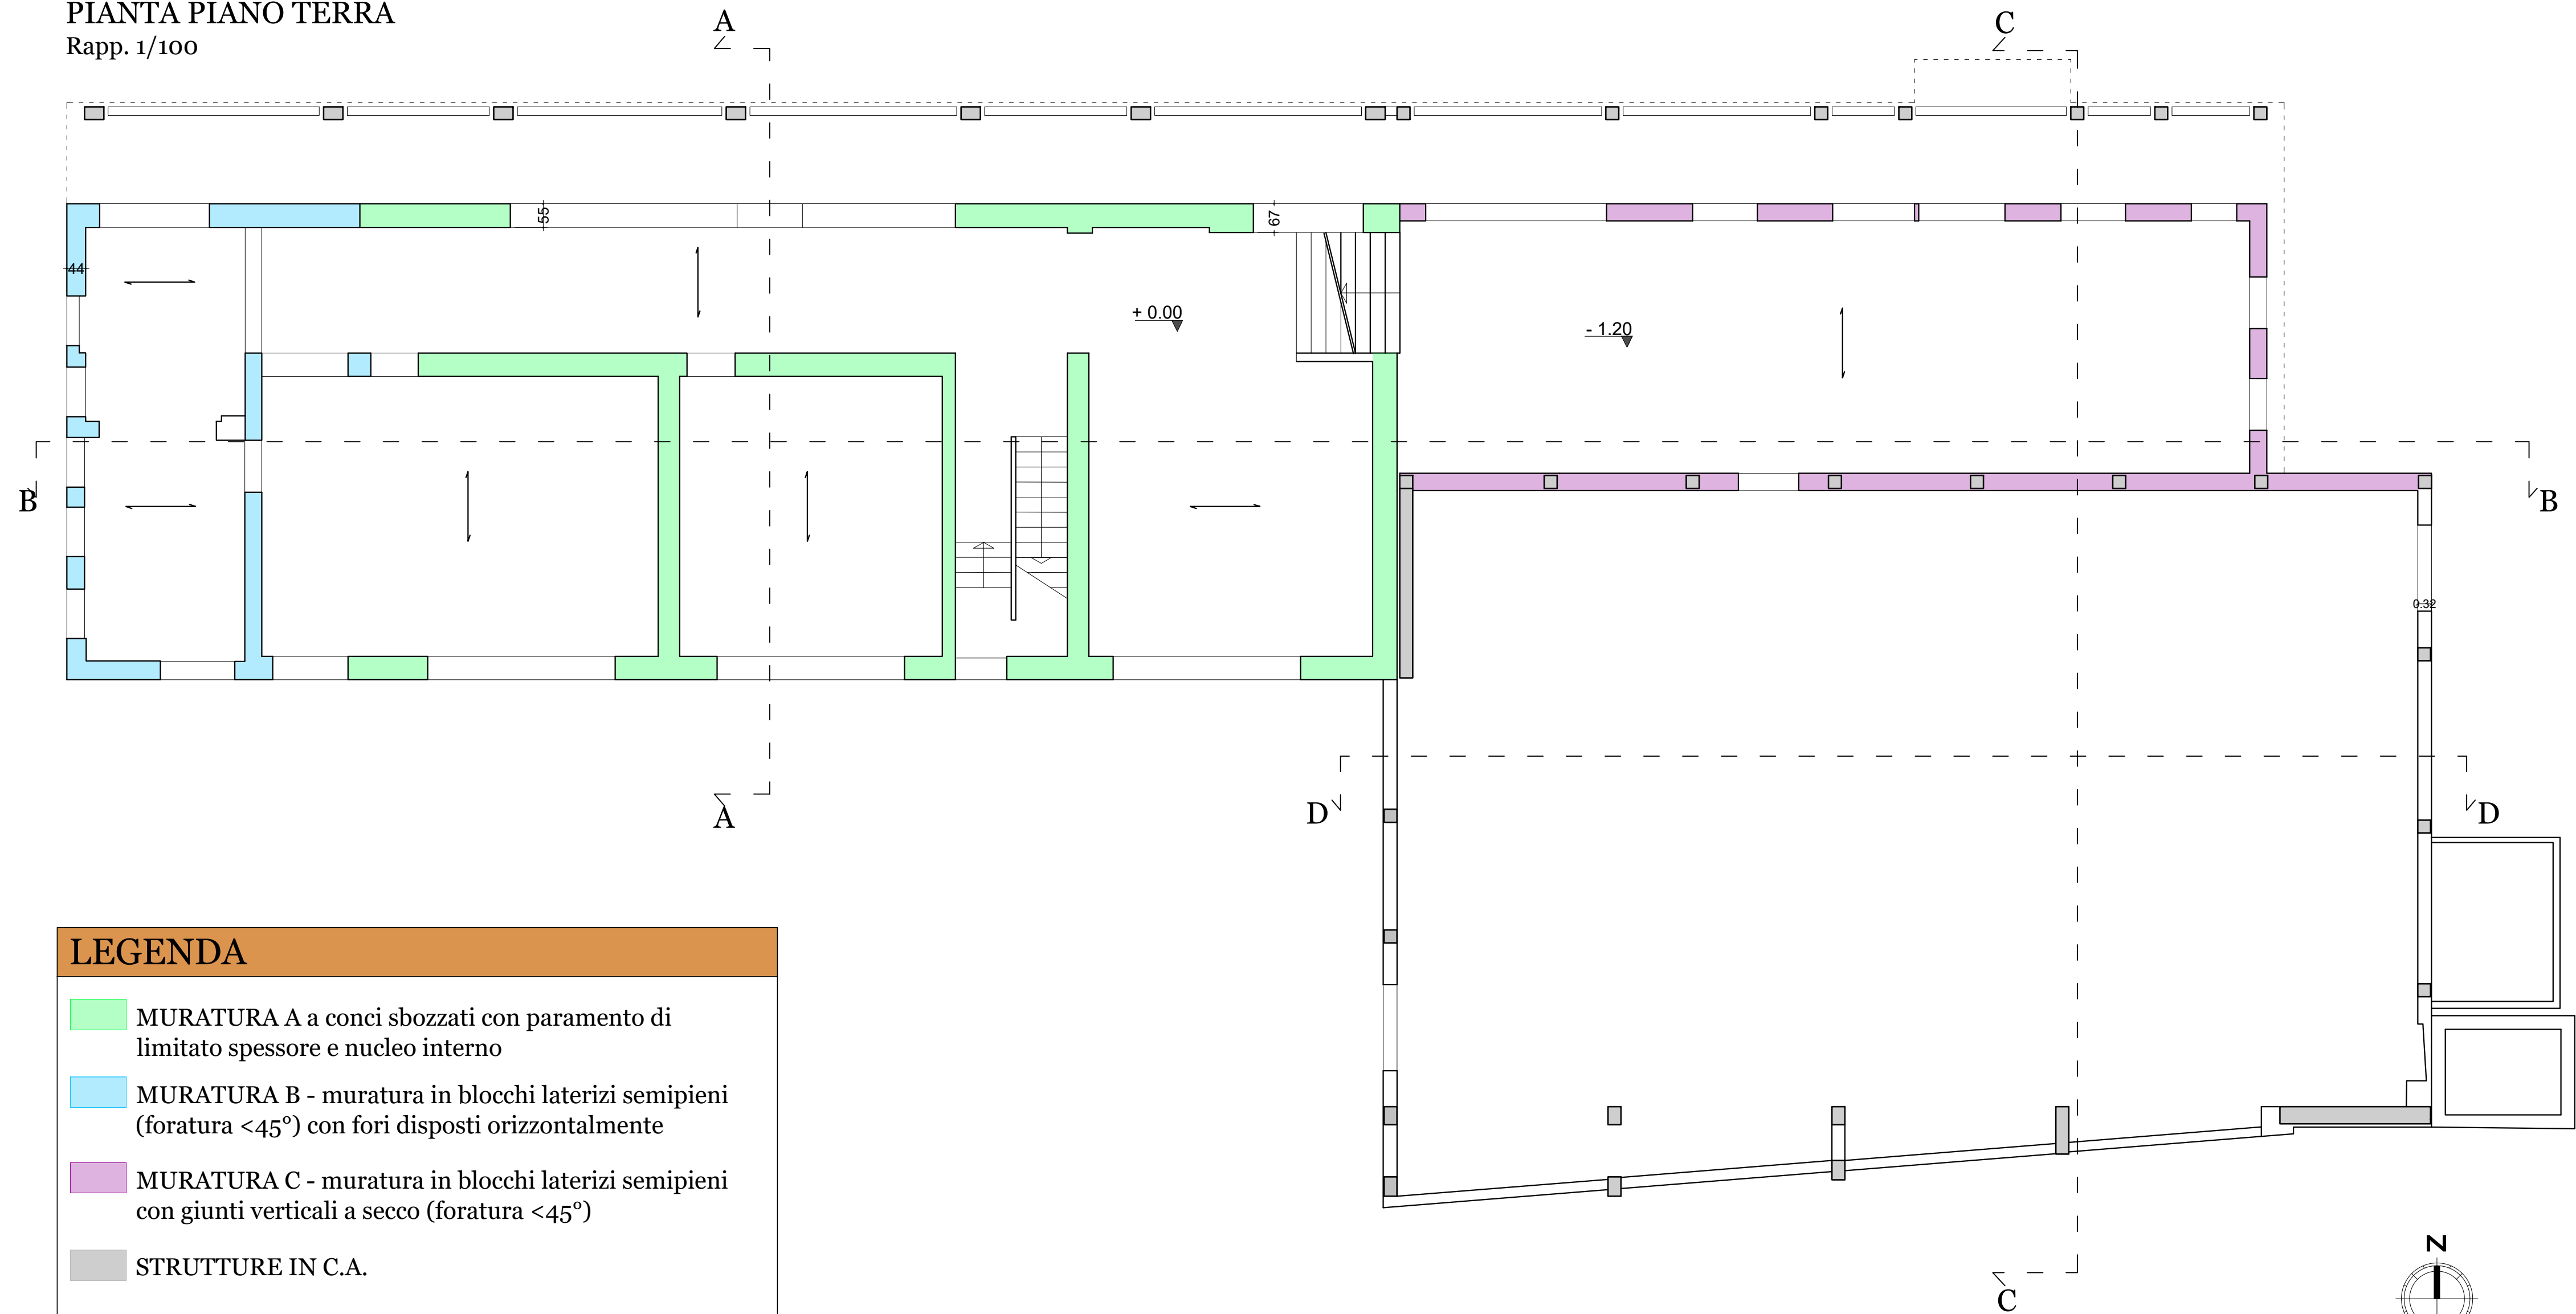 PIANTA PIANO TERRA
Rapp. 1/100
A
C
55
67
44
+ 0.00
- 1.20
B
B
0.32
A
D
D
LEGENDA
MURATURA A a conci sbozzati con paramento di
limitato spessore e nucleo interno
MURATURA B - muratura in blocchi laterizi semipieni
(foratura <45°) con fori disposti orizzontalmente
MURATURA C - muratura in blocchi laterizi semipieni
con giunti verticali a secco (foratura <45°)
STRUTTURE IN C.A.
N
C